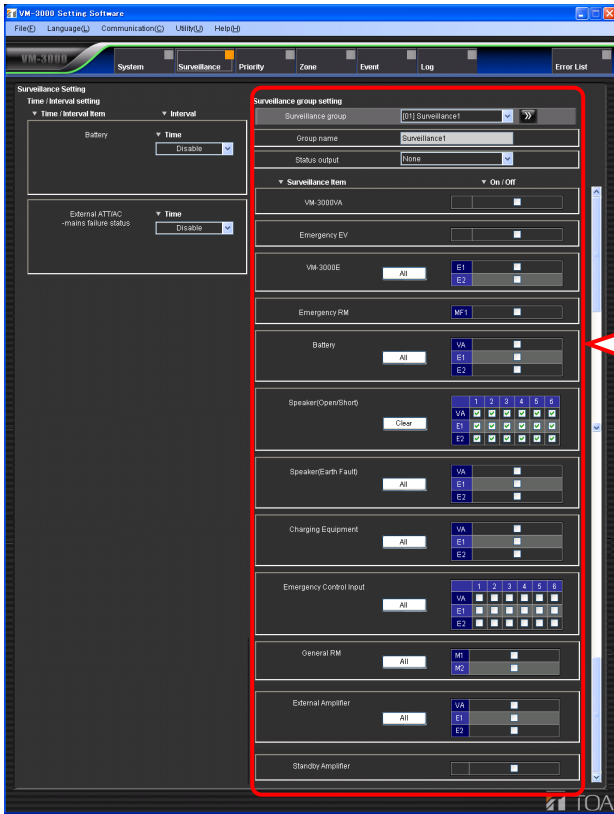 VM-3000 Setting Software
File(F) Language(L) Communication(C) Utility(U) Help(H)
VM-3000
System Surveillance Priority Zone Event Log Error List
Surveillance Setting
Time / Interval setting
▼ Time / Interval Item ▼ Interval
Battery ▼ Time
Disable
External ATT/AC ▼ Time
-mains failure status Disable
Surveillance group setting
Surveillance group [01] Surveillance1 »
Group name Surveillance1
Status output None
▼ Surveillance Item ▼ On / Off
VM-3000VA
Emergency EV
VM-3000E All E1
E2
Emergency RM MF1
Battery VA
All E1
E2
Speaker(Open/Short) 1 2 3 4 5 6
VA
Clear E1
E2
Speaker(Earth Fault) VA
All E1
E2
Charging Equipment VA
All E1
E2
Emergency Control Input 1 2 3 4 5 6
VA
All E1
E2
General RM M1
All M2
External Amplifier VA
All E1
E2
Standby Amplifier
TOA